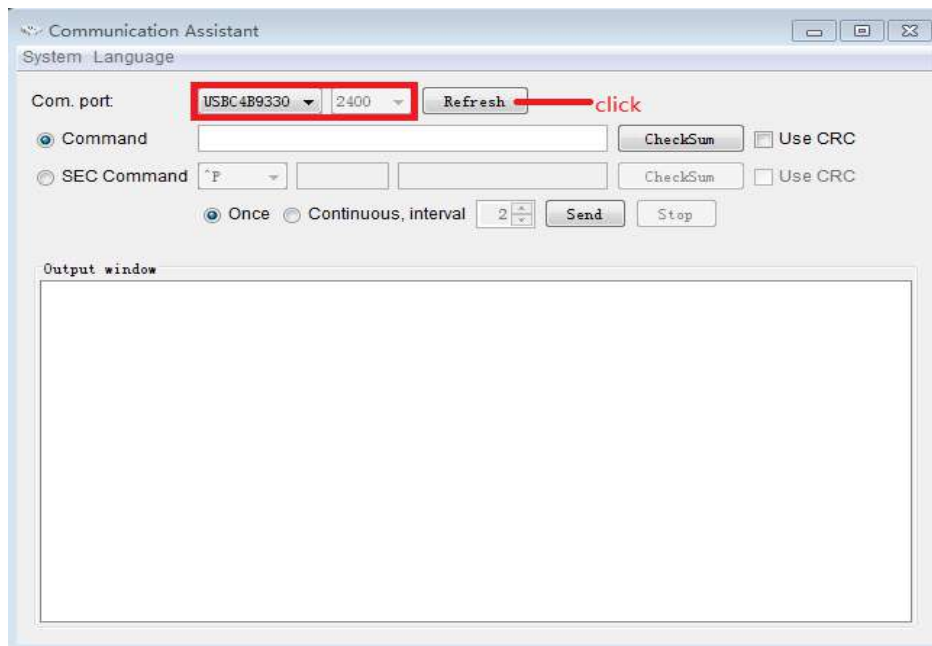 Communication Assistant
System Language
Com. port: USBC4B9330 2400 Refresh click
Command CheckSum Use CRC
SEC Command ^P CheckSum Use CRC
Once Continuous, interval 2 Send Stop
Output window